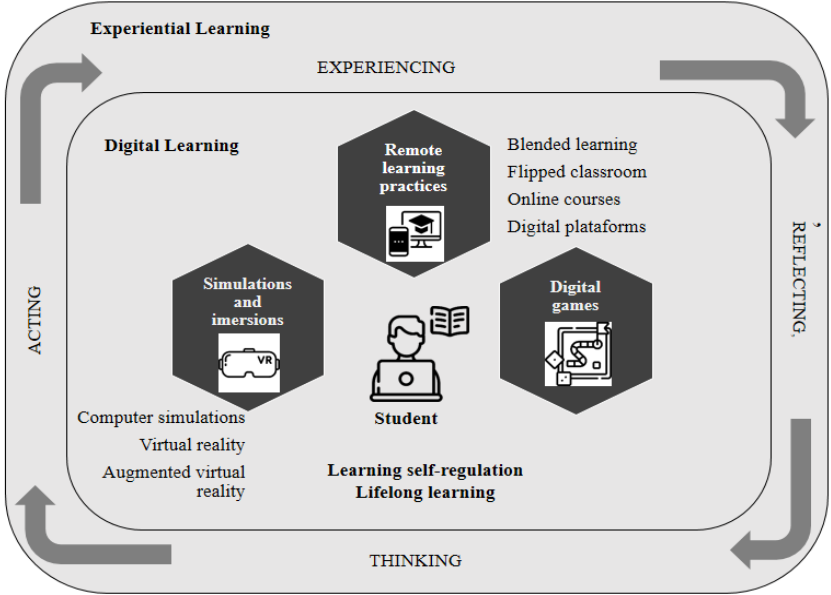 Experiential Learning
EXPERIENCING
Digital Learning
Remote
learning
practices
Blended learning
Flipped classroom
Online courses
Digital plataforms
’REFLECTING,
Simulations
and
imersions
VR
Digital
games
ACTING
Student
Computer simulations
Virtual reality
Augmented virtual
reality
Learning self-regulation
Lifelong learning
THINKING